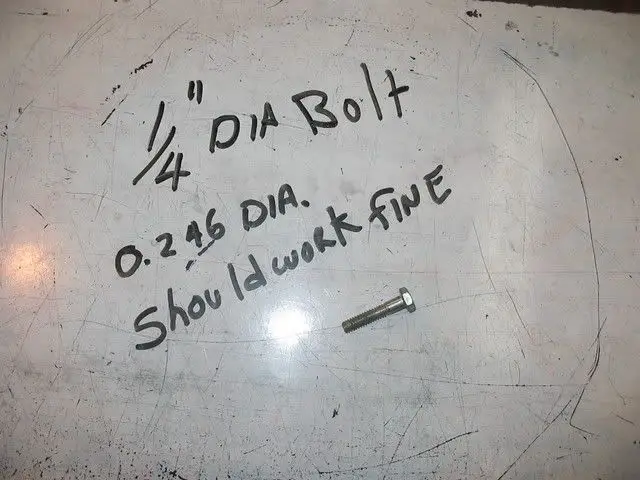 1/4" DIA Bolt
0.246 DIA.
Should work fINE